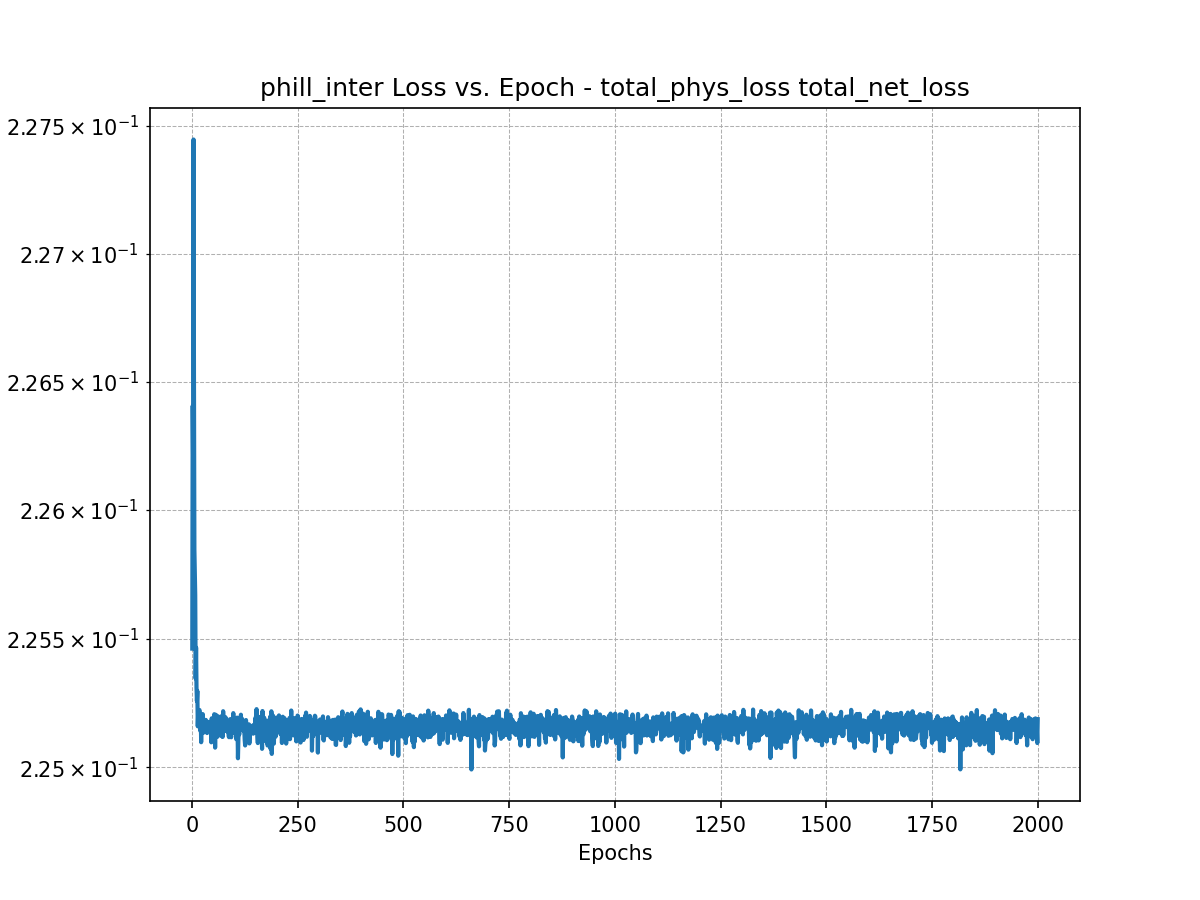 phill_inter Loss vs. Epoch - total_phys_loss total_net_loss
2.275 × 10⁻¹
2.27 × 10⁻¹
2.265 × 10⁻¹
2.26 × 10⁻¹
2.255 × 10⁻¹
2.25 × 10⁻¹
0 250 500 750 1000 1250 1500 1750 2000
Epochs